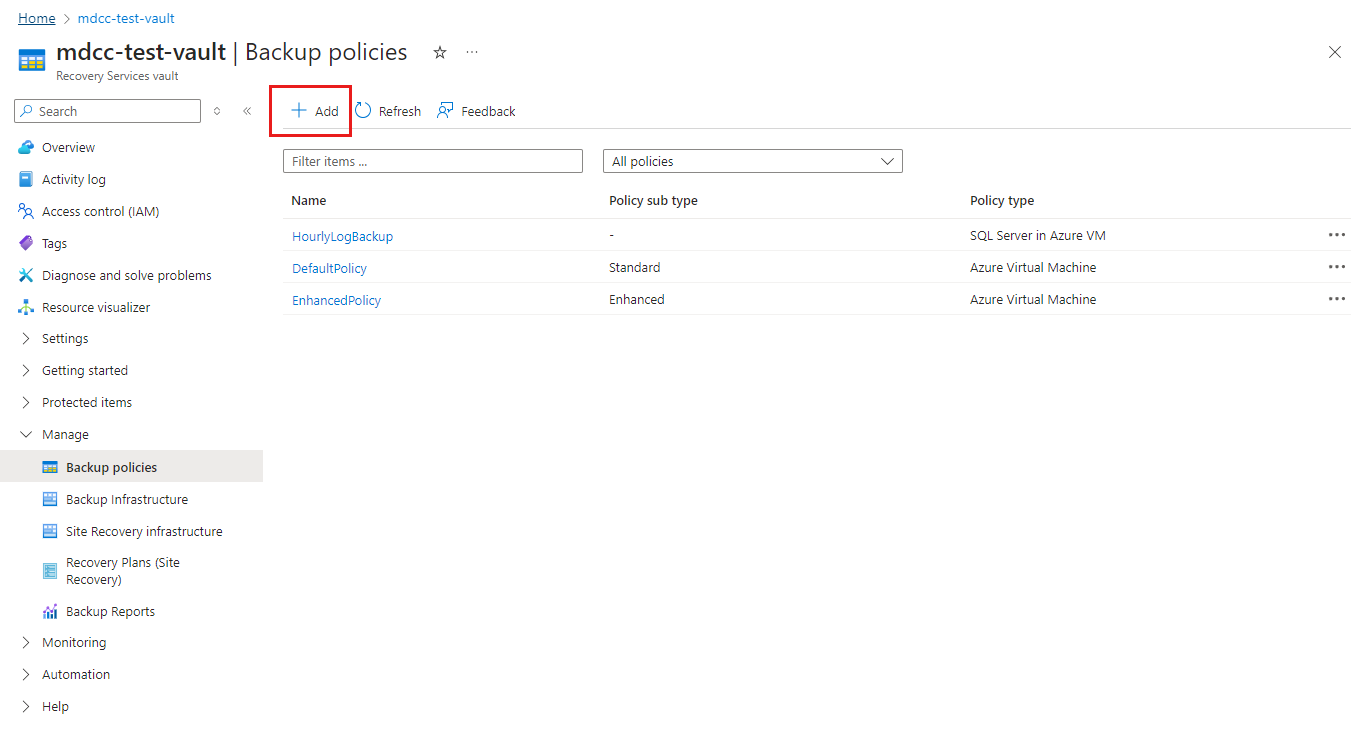 Home > mdcc-test-vault
mdcc-test-vault | Backup policies
Recovery Services vault
Search
Add Refresh Feedback
Overview
Activity log
Access control (IAM)
Tags
Diagnose and solve problems
Resource visualizer
Settings
Getting started
Protected items
Manage
Backup policies
Backup Infrastructure
Site Recovery infrastructure
Recovery Plans (Site
Recovery)
Backup Reports
Monitoring
Automation
Help
Filter items ... All policies
Name Policy sub type Policy type
HourlyLogBackup - SQL Server in Azure VM
DefaultPolicy Standard Azure Virtual Machine
EnhancedPolicy Enhanced Azure Virtual Machine